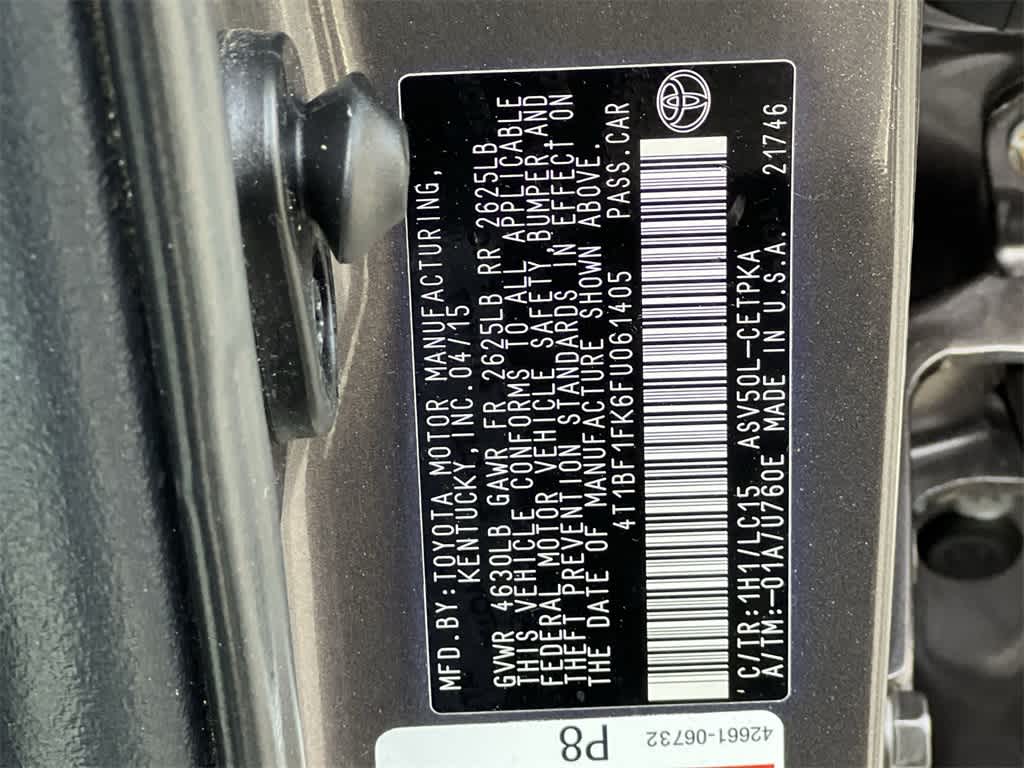 MFD.BY:TOYOTA MOTOR MANUFACTURING,
KENTUCKY,INC.04/15
GVWR 4630LB GAWR FR 2625LB RR 2625LB
THIS VEHICLE CONFORMS TO ALL APPLICABLE
FEDERAL MOTOR VEHICLE SAFETY, BUMPER AND
THEFT PREVENTION STANDARDS IN EFFECT ON
THE DATE OF MANUFACTURE SHOWN ABOVE.
4T1BF1FK6FU061405 PASS.CAR
C/TR:1H1/LC15 ASV50L-CETPKA
A/TM:-01A/U760E MADE IN U.S.A. 21746
42661-06732
P8